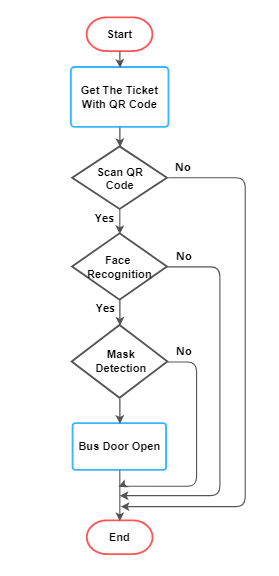 Start
Get The Ticket
With QR Code
Scan QR
Code
No
Yes
Face
Recognition
No
Yes
Mask
Detection
No
Bus Door Open
End